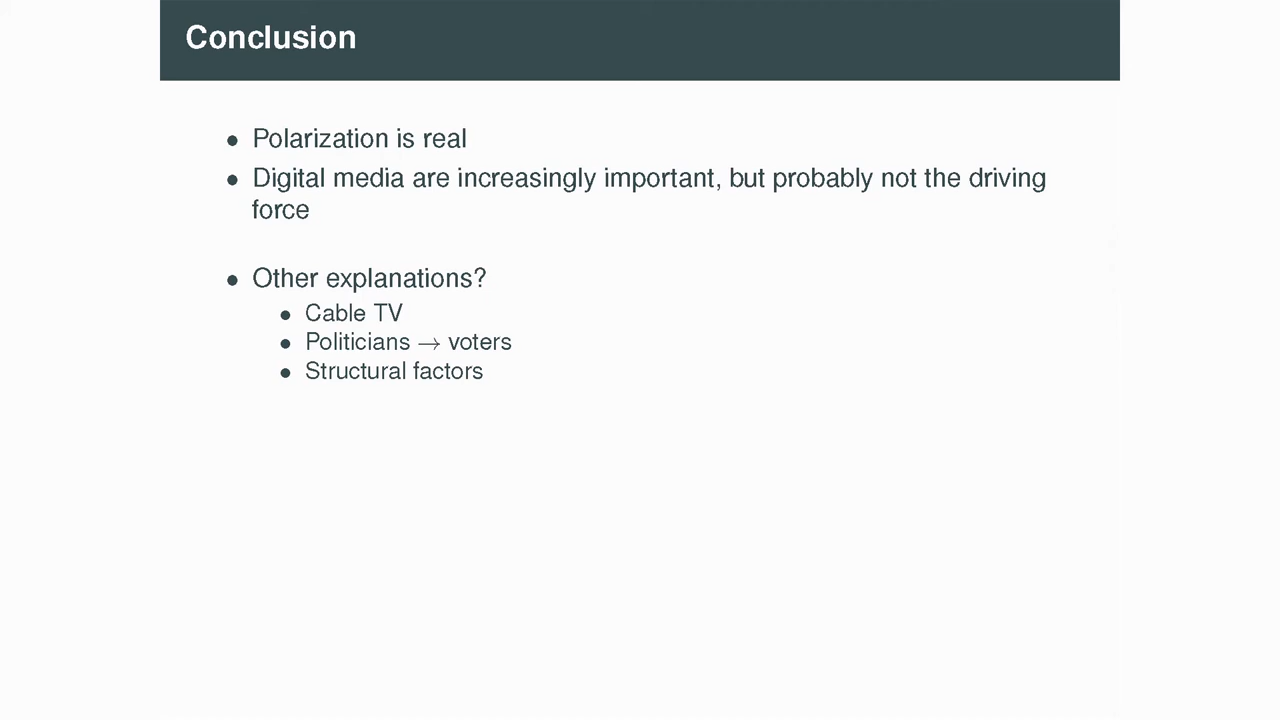 Conclusion
• Polarization is real
• Digital media are increasingly important, but probably not the driving
force
• Other explanations?
• Cable TV
• Politicians → voters
• Structural factors